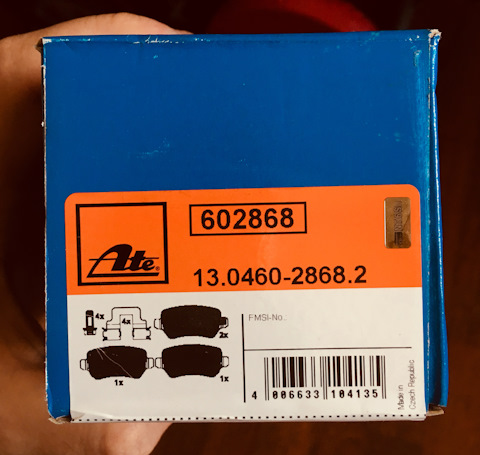 602868
Ate®
13.0460-2868.2
4x
4x
2x
1x
1x
FMSI-No.:
4 006633 104135
Made in
Czech Republic